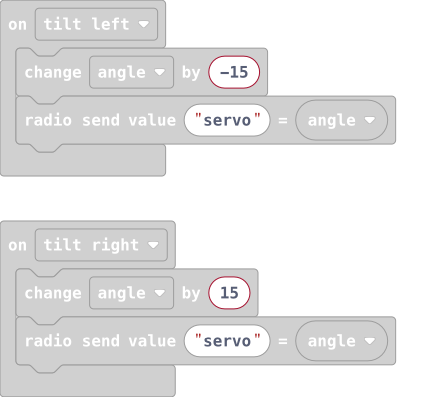 on tilt left
change angle by -15
radio send value "servo" = angle
on tilt right
change angle by 15
radio send value "servo" = angle